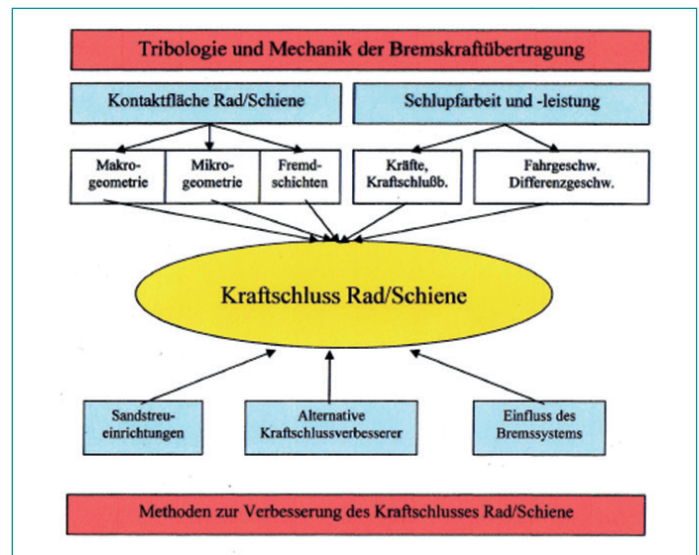 Tribologie und Mechanik der Bremskraftübertragung
Kontaktfläche Rad/Schiene
Schlupfarbeit und -leistung
Makro-
geometrie
Mikro-
geometrie
Fremd-
schichten
Kräfte,
Kraftschlußb.
Fahrgeschw.
Differenzgeschw.
Kraftschluss Rad/Schiene
Sandstreu-
einrichtungen
Alternative
Kraftschlussverbesserer
Einfluss des
Bremssystems
Methoden zur Verbesserung des Kraftschlusses Rad/Schiene